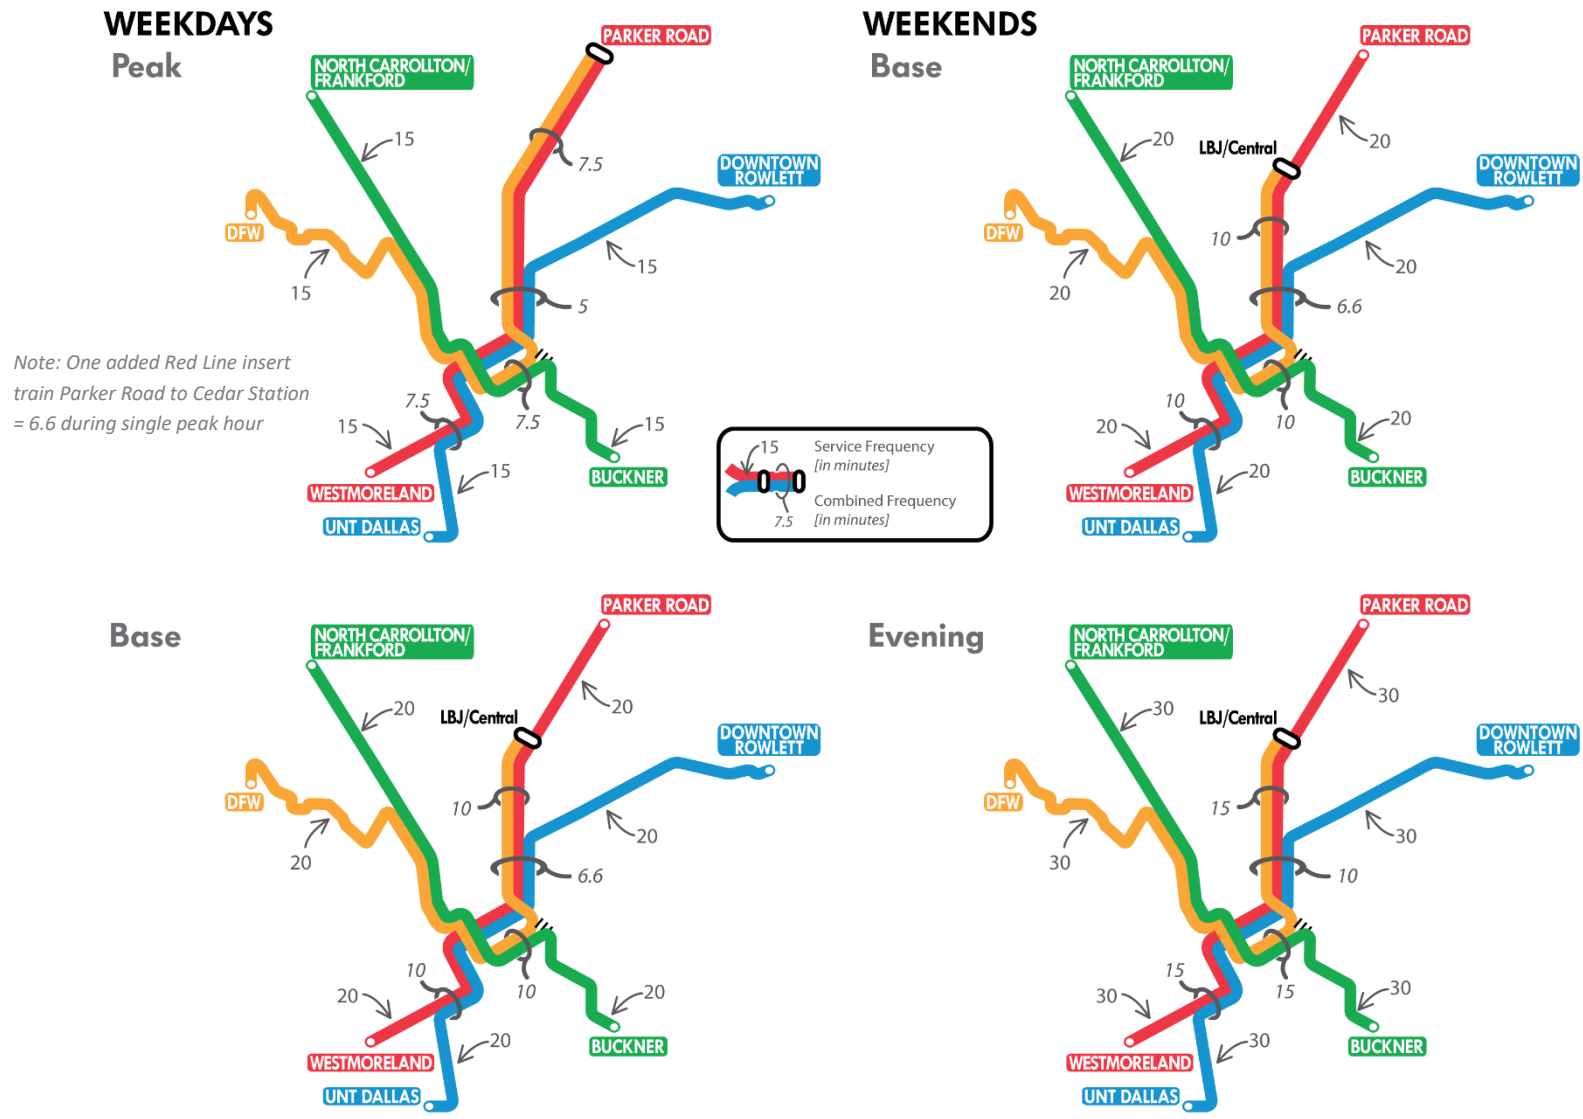 WEEKDAYS
Peak
NORTH CARROLLTON/
FRANKFORD
PARKER ROAD
15
7.5
DOWNTOWN
ROWLETT
DFW
15
15
5
Note: One added Red Line insert
train Parker Road to Cedar Station
= 6.6 during single peak hour
7.5
7.5
15
15
15
WESTMORELAND
BUCKNER
UNT DALLAS
WEEKENDS
Base
NORTH CARROLLTON/
FRANKFORD
PARKER ROAD
20
20
LBJ/Central
DOWNTOWN
ROWLETT
DFW
10
20
20
6.6
10
10
20
20
20
WESTMORELAND
BUCKNER
UNT DALLAS
15
Service Frequency
[in minutes]
Combined Frequency
[in minutes]
7.5
Base
NORTH CARROLLTON/
FRANKFORD
PARKER ROAD
20
20
LBJ/Central
DOWNTOWN
ROWLETT
DFW
10
20
20
6.6
10
10
20
20
20
WESTMORELAND
BUCKNER
UNT DALLAS
Evening
NORTH CARROLLTON/
FRANKFORD
PARKER ROAD
30
30
LBJ/Central
DOWNTOWN
ROWLETT
DFW
15
30
30
10
15
15
30
30
30
WESTMORELAND
BUCKNER
UNT DALLAS